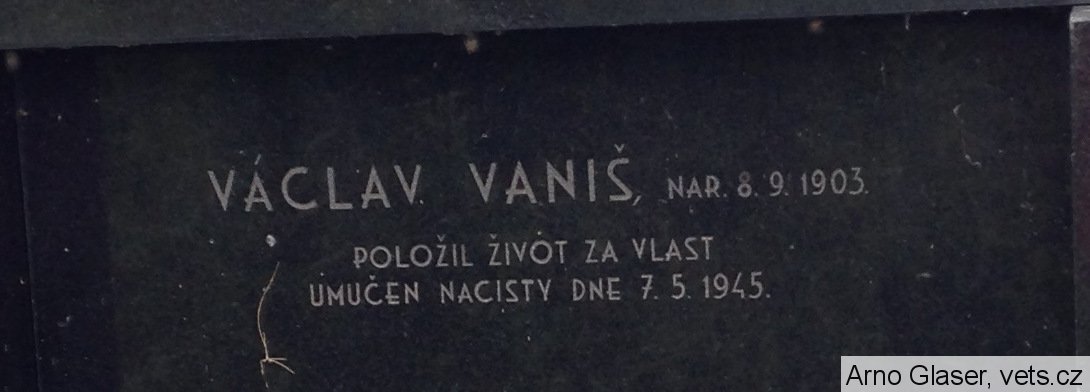 VÁCLAV VANIŠ, NAR. 8. 9. 1903.
POLOŽIL ŽIVOT ZA VLAST
UMUČEN NACISTY DNE 7. 5. 1945.
Arno Glaser, vets.cz